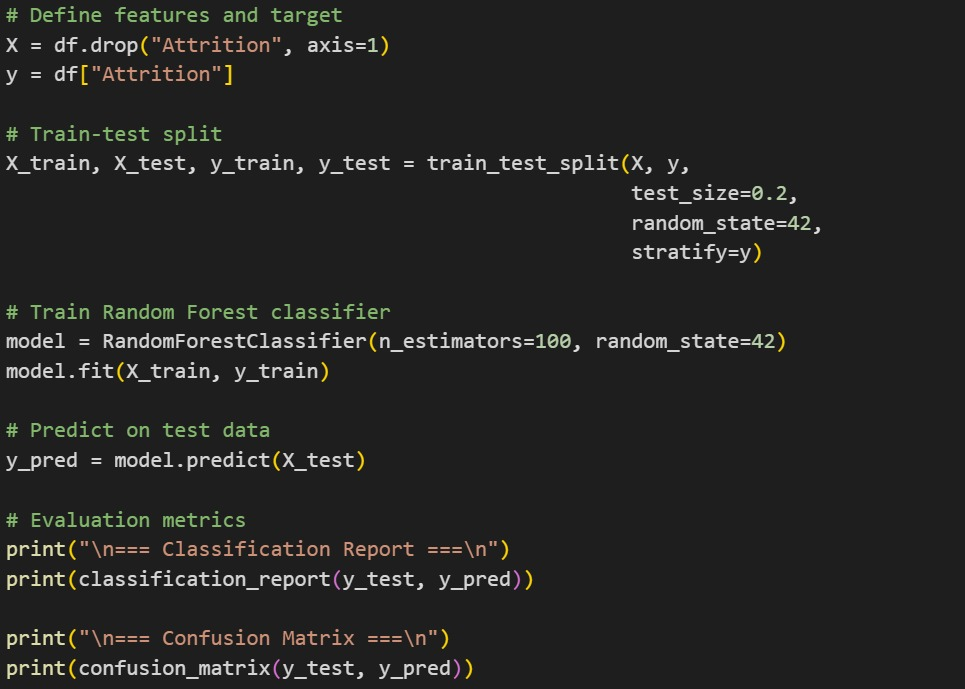 # Define features and target
X = df.drop("Attrition", axis=1)
y = df["Attrition"]

# Train-test split
X_train, X_test, y_train, y_test = train_test_split(X, y,
                                                    test_size=0.2,
                                                    random_state=42,
                                                    stratify=y)

# Train Random Forest classifier
model = RandomForestClassifier(n_estimators=100, random_state=42)
model.fit(X_train, y_train)

# Predict on test data
y_pred = model.predict(X_test)

# Evaluation metrics
print("\n=== Classification Report ===\n")
print(classification_report(y_test, y_pred))

print("\n=== Confusion Matrix ===\n")
print(confusion_matrix(y_test, y_pred))